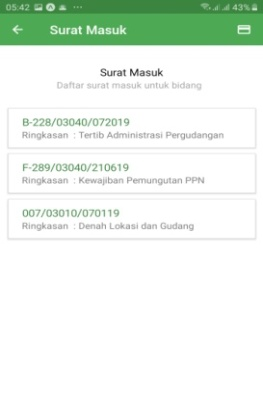 05:42 43%
Surat Masuk
Surat Masuk
Daftar surat masuk untuk bidang
B-228/03040/072019
Ringkasan : Tertib Administrasi Pergudangan
F-289/03040/210619
Ringkasan : Kewajiban Pemungutan PPN
007/03010/070119
Ringkasan : Denah Lokasi dan Gudang